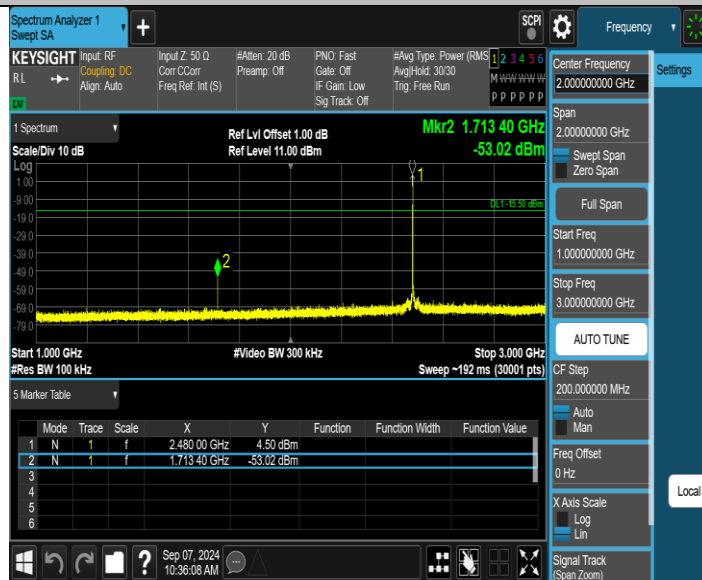 Spectrum Analyzer 1
Swept SA
+
SCPI
Frequency
KEYSIGHT
RL
Input: RF
Coupling: DC
Align: Auto
Input Z: 50 Ω
Corr CCorr
Freq Ref: Int (S)
#Atten: 20 dB
Preamp: Off
PNO: Fast
Gate: Off
IF Gain: Low
Sig Track: Off
#Avg Type: Power (RMS
Avg|Hold: 30/30
Trig: Free Run
1 2 3 4 5 6
M W W W W W
P P P P P P
1 Spectrum
Scale/Div 10 dB
Ref Lvl Offset 1.00 dB
Ref Level 11.00 dBm
Mkr2 1.713 40 GHz
-53.02 dBm
Log
1.00
-9.00
-19.0
-29.0
-39.0
-49.0
-59.0
-69.0
-79.0
1
DL1 -15.50 dBm
2
Start 1.000 GHz
#Res BW 100 kHz
#Video BW 300 kHz
Stop 3.000 GHz
Sweep ~192 ms (30001 pts)
5 Marker Table
Mode Trace Scale X Y Function Function Width Function Value
1 N 1 f 2.480 00 GHz 4.50 dBm
2 N 1 f 1.713 40 GHz -53.02 dBm
3
4
5
6
Center Frequency
2.000000000 GHz
Span
2.00000000 GHz
Swept Span
Zero Span
Full Span
Start Freq
1.000000000 GHz
Stop Freq
3.000000000 GHz
AUTO TUNE
CF Step
200.000000 MHz
Auto
Man
Freq Offset
0 Hz
X Axis Scale
Log
Lin
Signal Track
(Span Zoom)
Settings
Local
?
Sep 07, 2024
10:36:08 AM